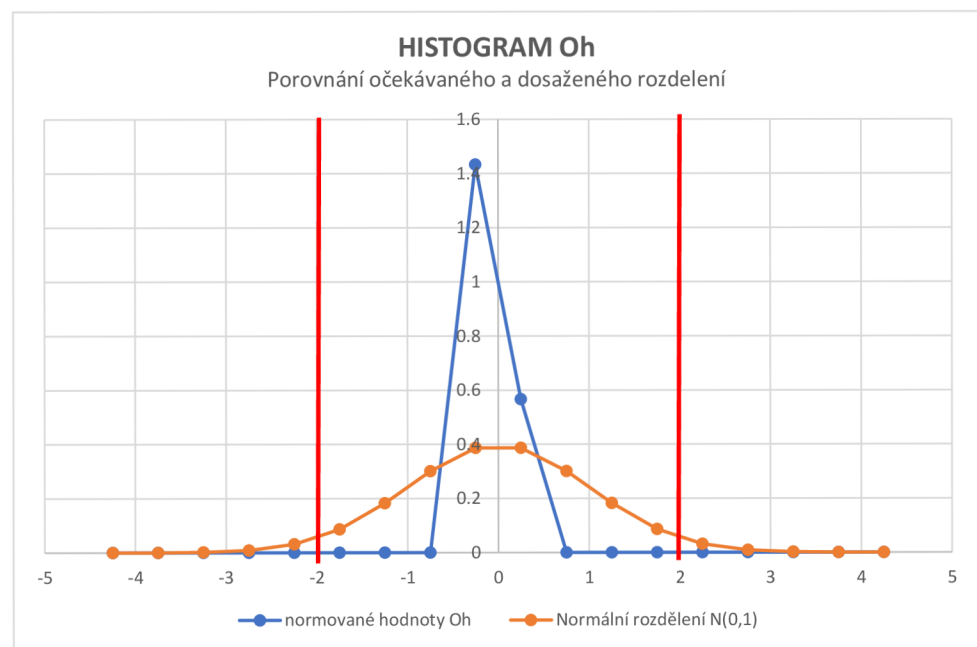 HISTOGRAM Oh
Porovnání očekávaného a dosaženého rozdelení
1.6
1.4
1.2
1
0.8
0.6
0.4
0.2
0
-5 -4 -3 -2 -1 0 1 2 3 4 5
normované hodnoty Oh Normální rozdělení N(0,1)